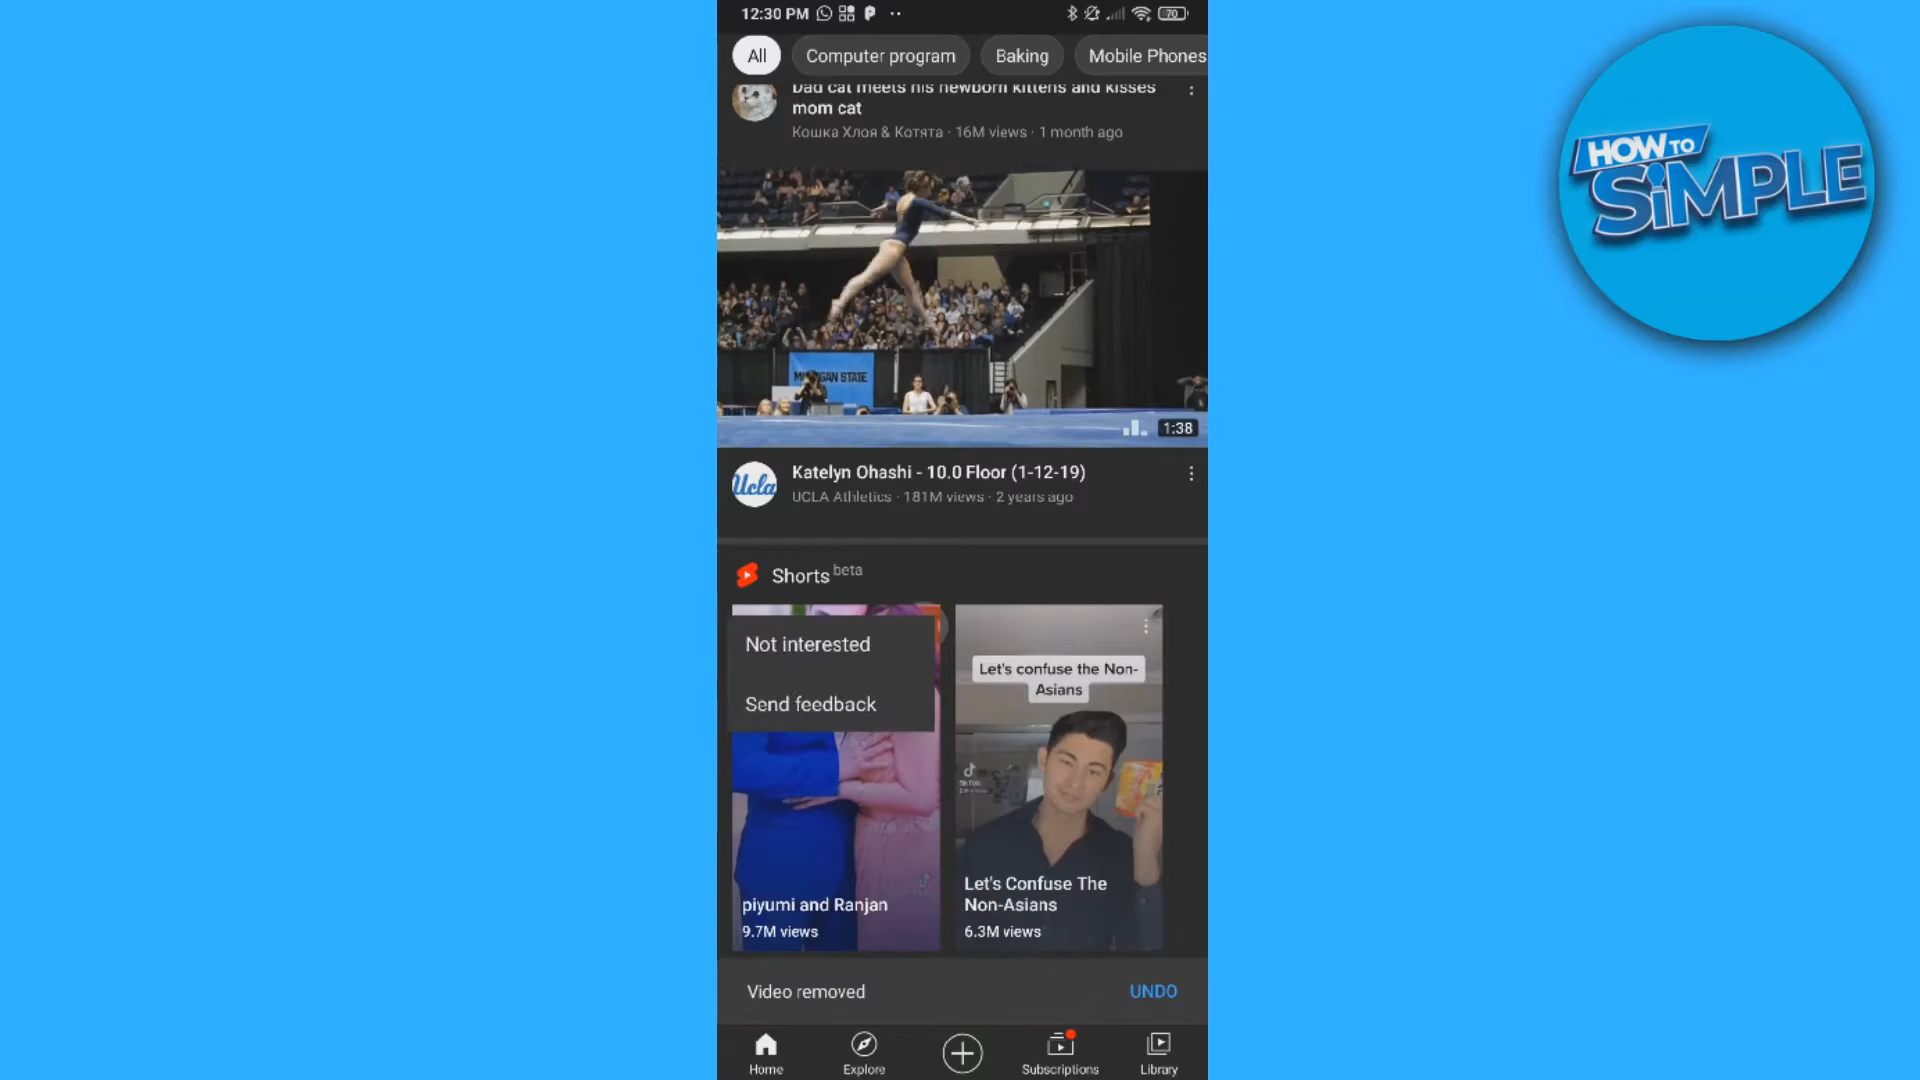 12:30 PM
70
All
Computer program
Baking
Mobile Phones
Dad cat meets his newborn kittens and kisses
mom cat
Кошка Хлоя & Котята · 16M views · 1 month ago
1:38
Ucla
Katelyn Ohashi - 10.0 Floor (1-12-19)
UCLA Athletics · 181M views · 2 years ago
Shorts beta
Not interested
Send feedback
piyumi and Ranjan
9.7M views
Let's confuse the Non-
Asians
Let's Confuse The
Non-Asians
6.3M views
Video removed
UNDO
Home
Explore
Subscriptions
Library
HOW TO
SiMPLE